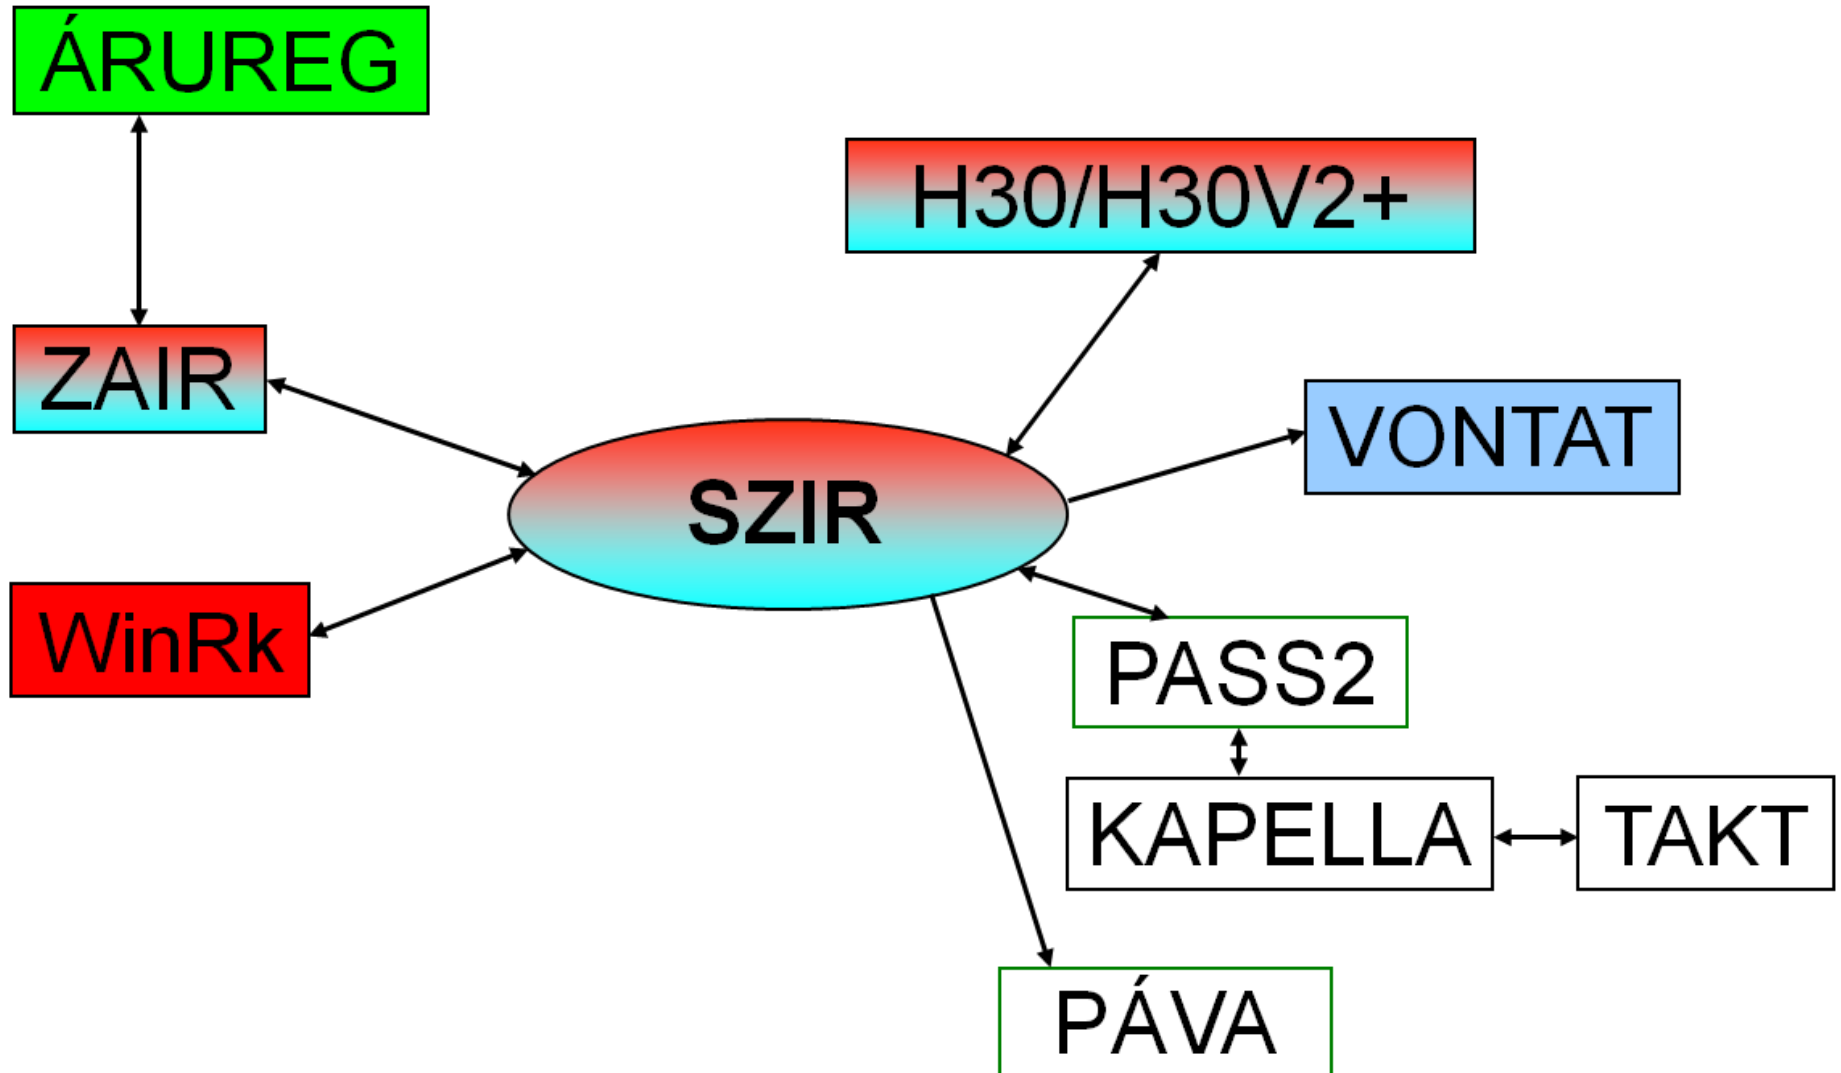 ÁRUREG
H30/H30V2+
ZAIR
VONTAT
SZIR
WinRk
PASS2
KAPELLA
TAKT
PÁVA